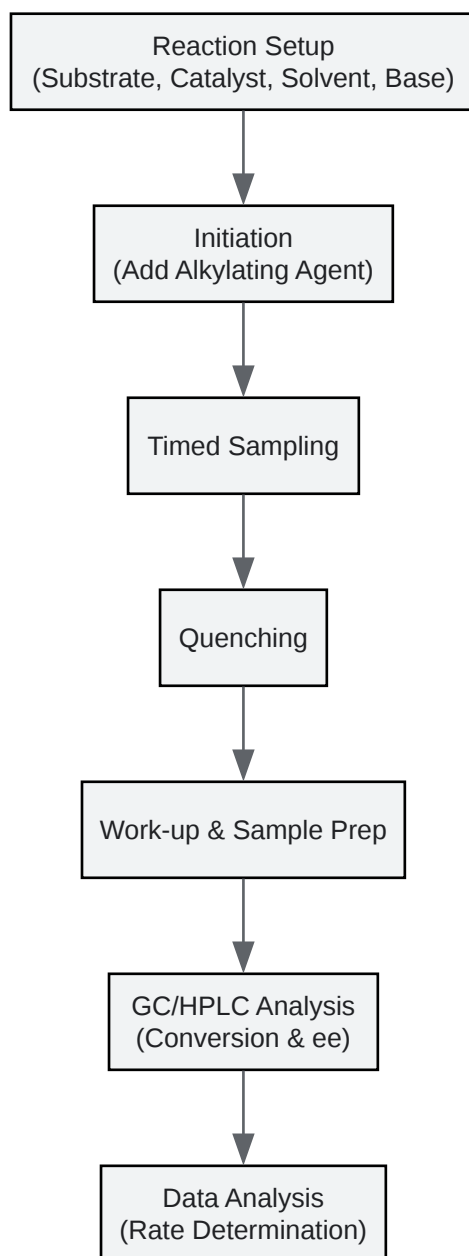 Reaction Setup
(Substrate, Catalyst, Solvent, Base)
Initiation
(Add Alkylating Agent)
Timed Sampling
Quenching
Work-up & Sample Prep
GC/HPLC Analysis
(Conversion & ee)
Data Analysis
(Rate Determination)